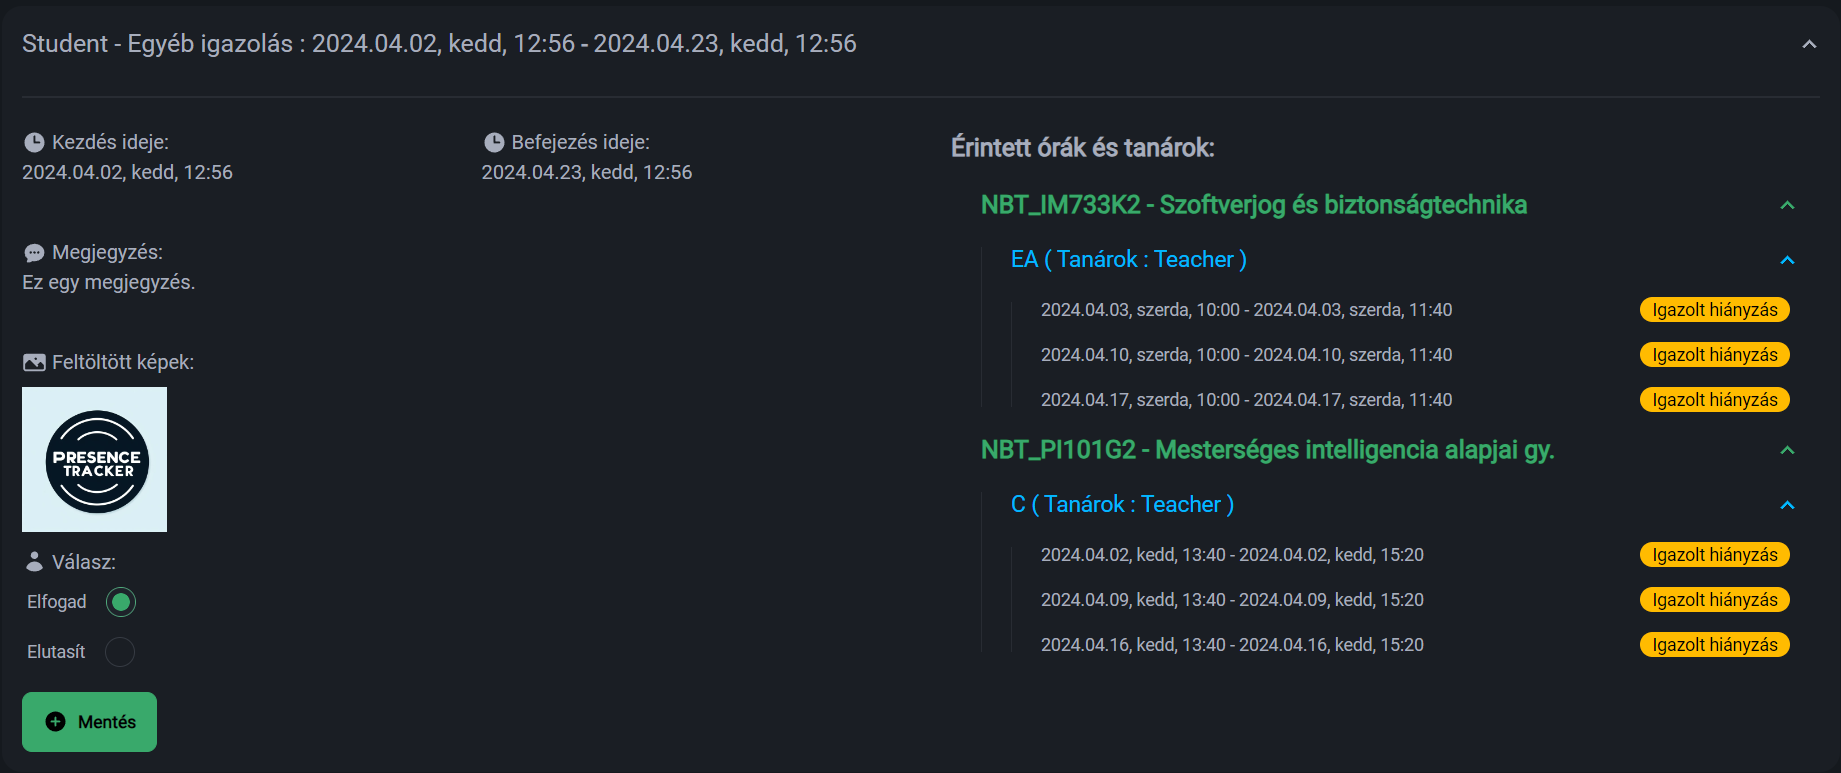 Student - Egyéb igazolás : 2024.04.02, kedd, 12:56 - 2024.04.23, kedd, 12:56
Kezdés ideje:
2024.04.02, kedd, 12:56
Befejezés ideje:
2024.04.23, kedd, 12:56
Megjegyzés:
Ez egy megjegyzés.
Feltöltött képek:
PRESENCE
TRACKER
Válasz:
Elfogad
Elutasít
Mentés
Érintett órák és tanárok:
NBT_IM733K2 - Szoftverjog és biztonságtechnika
EA ( Tanárok : Teacher )
2024.04.03, szerda, 10:00 - 2024.04.03, szerda, 11:40 Igazolt hiányzás
2024.04.10, szerda, 10:00 - 2024.04.10, szerda, 11:40 Igazolt hiányzás
2024.04.17, szerda, 10:00 - 2024.04.17, szerda, 11:40 Igazolt hiányzás
NBT_PI101G2 - Mesterséges intelligencia alapjai gy.
C ( Tanárok : Teacher )
2024.04.02, kedd, 13:40 - 2024.04.02, kedd, 15:20 Igazolt hiányzás
2024.04.09, kedd, 13:40 - 2024.04.09, kedd, 15:20 Igazolt hiányzás
2024.04.16, kedd, 13:40 - 2024.04.16, kedd, 15:20 Igazolt hiányzás